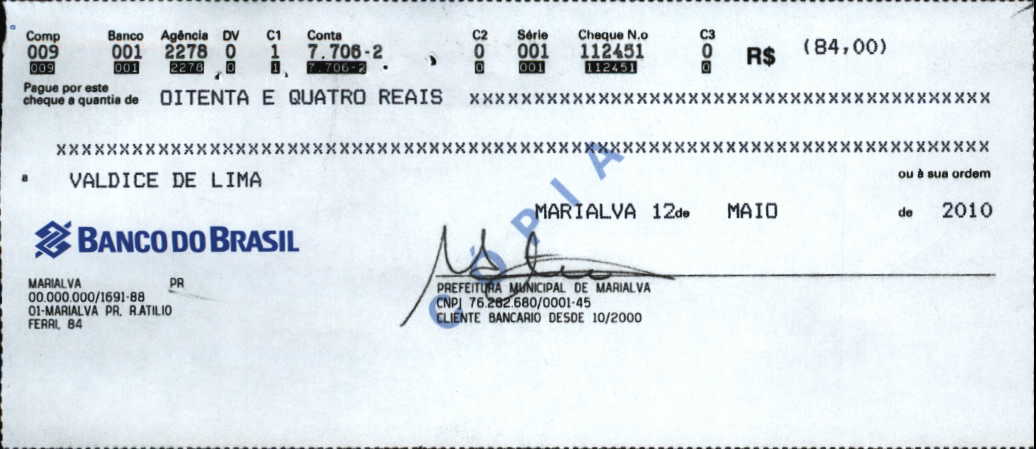 Comp Banco Agência DV C1 Conta C2 Série Cheque N.o C3
009 001 2278 0 1 7.706-2 0 001 112451 0 R$ (84,00)
009 001 2278 0 1 7.706-2 0 001 112451 0
Pague por este
cheque a quantia de OITENTA E QUATRO REAIS xxxxxxxxxxxxxxxxxxxxxxxxxxxxxxxxxxxxxxxxxxxxxxxxxx
xxxxxxxxxxxxxxxxxxxxxxxxxxxxxxxxxxxxxxxxxxxxxxxxxxxxxxxxxxxxxxxxxxxxxxxxxxxxxxxxxxxxxxxxx
a VALDICE DE LIMA ou à sua ordem
CÓPIA
MARIALVA 12 de MAIO de 2010
BANCO DO BRASIL
MARIALVA PR
00.000.000/1691-88
01-MARIALVA PR, R.ATILIO
FERRI, 84
PREFEITURA MUNICIPAL DE MARIALVA
CNPJ 76.282.680/0001-45
CLIENTE BANCARIO DESDE 10/2000